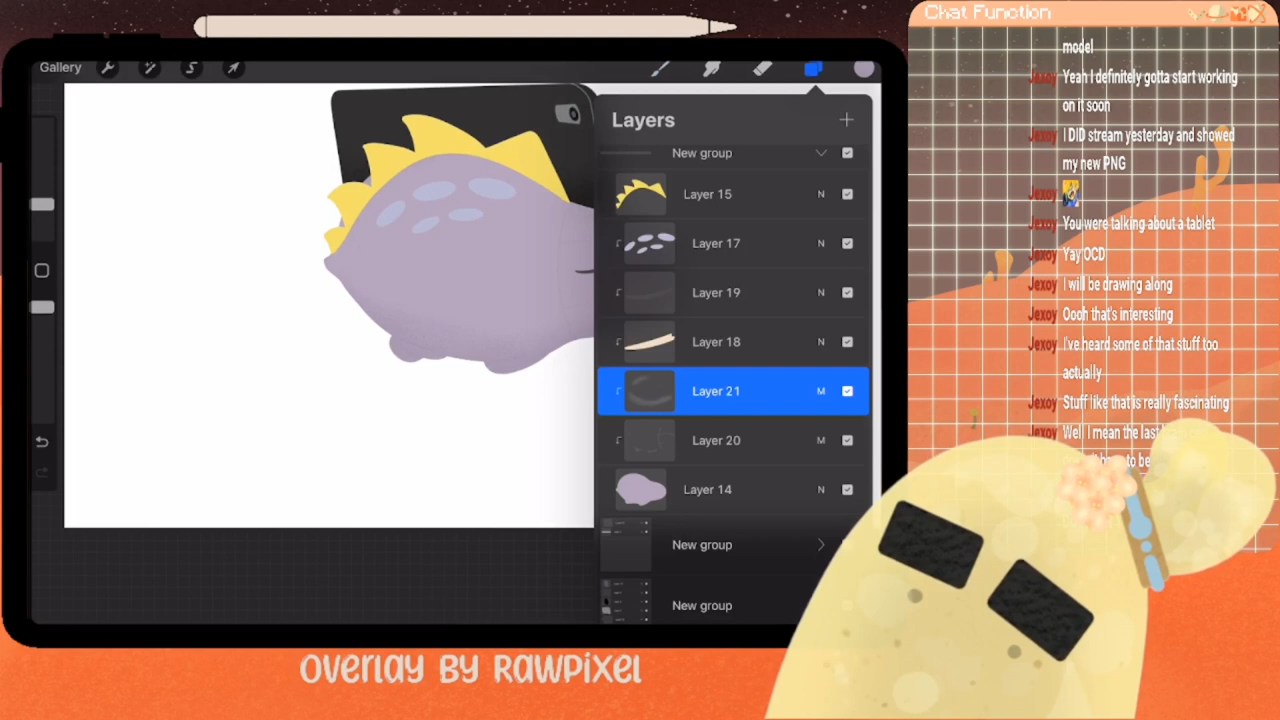 Chat Function
Gallery
Layers
New group
Layer 15 N
Layer 17 N
Layer 19 N
Layer 18 N
Layer 21 M
Layer 20 M
Layer 14 N
New group
New group
model
Jexoy Yeah I definitely gotta start working
on it soon
Jexoy I DID stream yesterday and showed
my new PNG
Jexoy
Jexoy You were talking about a tablet
Jexoy Yay OCD
Jexoy I will be drawing along
Jexoy Oooh that's interesting
Jexoy I've heard some of that stuff too
actually
Jexoy Stuff like that is really fascinating
Jexoy Well I mean the last
to be
OVERLAY BY RAWPIXEL